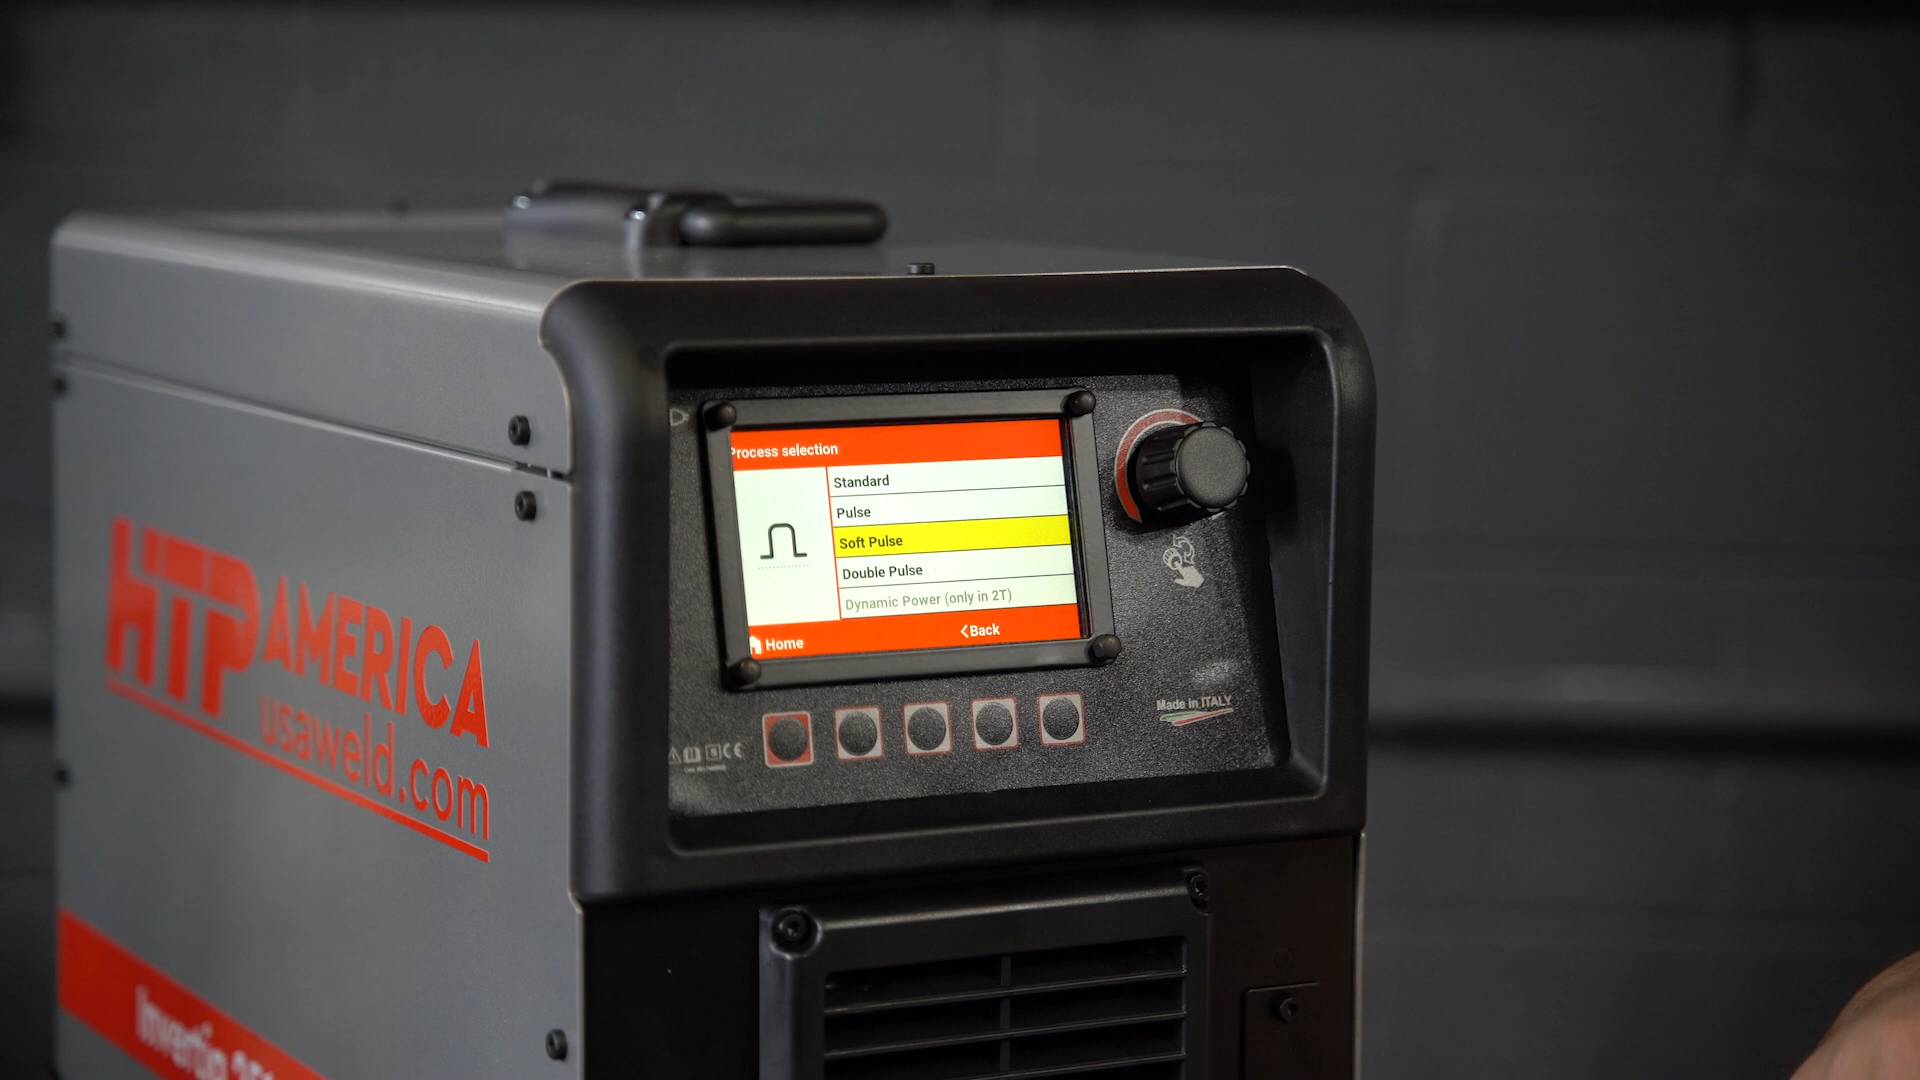 Process selection
Standard
Pulse
Soft Pulse
Double Pulse
Dynamic Power (only in 2T)
Home
Back
Made in ITALY
HTP AMERICA
usaweld.com